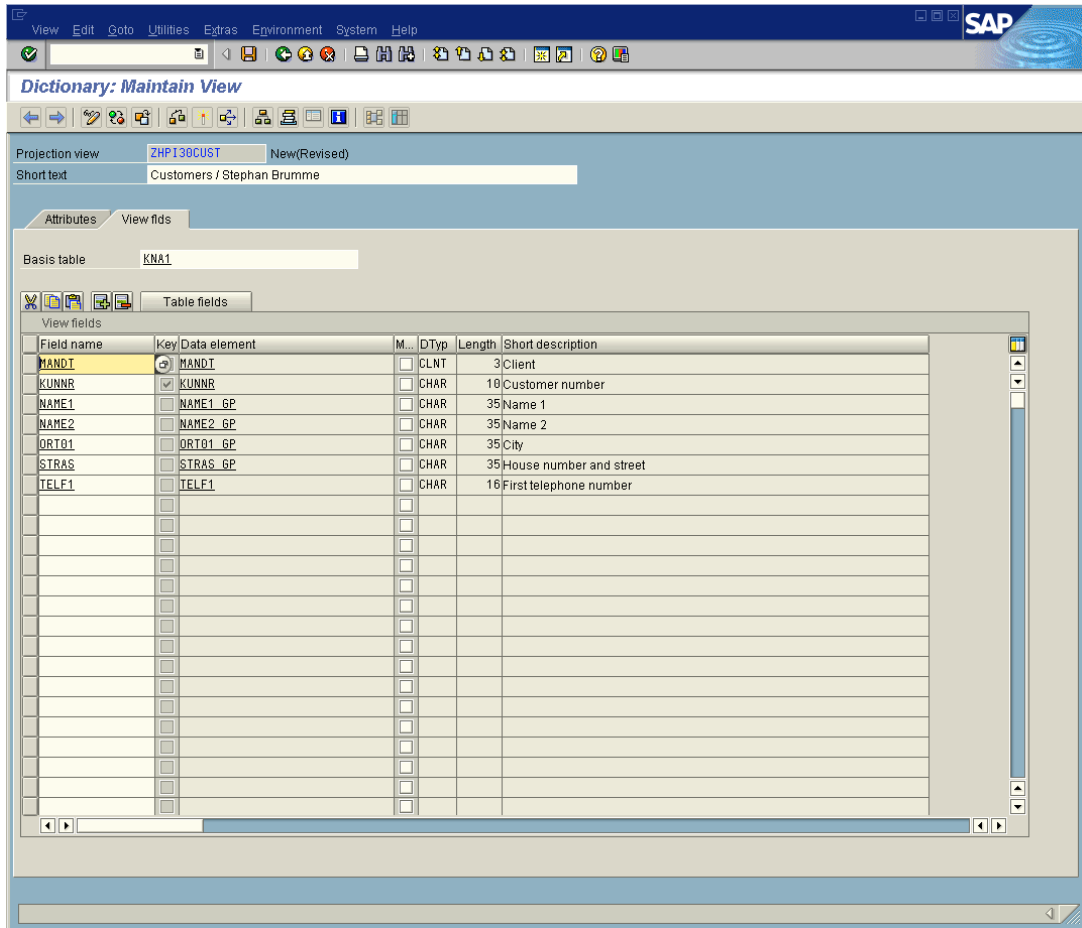 View Edit Goto Utilities Extras Environment System Help
SAP
Dictionary: Maintain View
Projection view ZHPI30CUST New(Revised)
Short text Customers / Stephan Brumme
Attributes View flds
Basis table KNA1
Table fields
View fields
Field name Key Data element M... DTyp Length Short description
MANDT MANDT CLNT 3 Client
KUNNR KUNNR CHAR 10 Customer number
NAME1 NAME1_GP CHAR 35 Name 1
NAME2 NAME2_GP CHAR 35 Name 2
ORT01 ORT01_GP CHAR 35 City
STRAS STRAS_GP CHAR 35 House number and street
TELF1 TELF1 CHAR 16 First telephone number